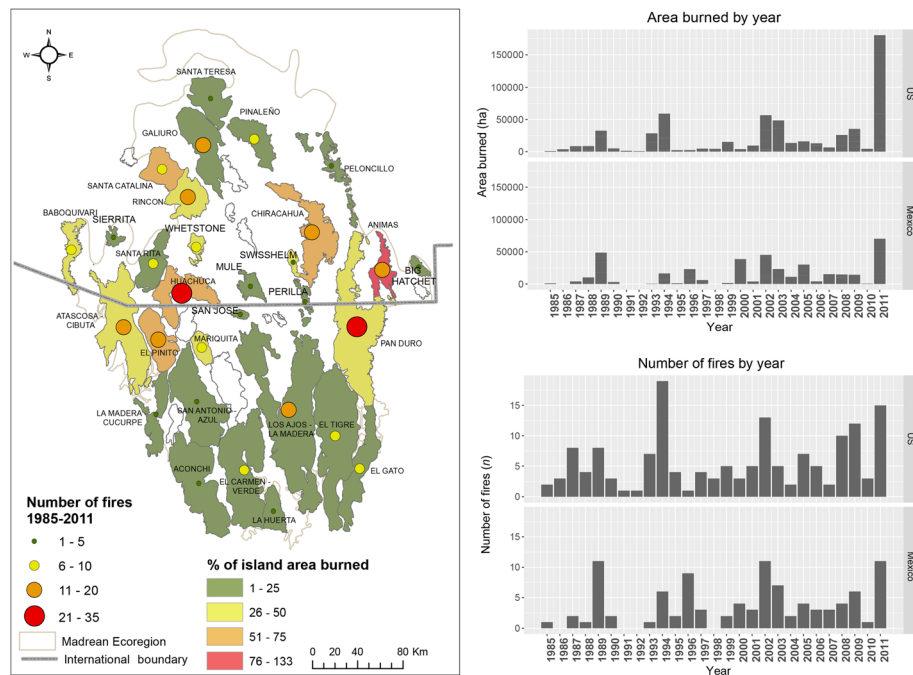 N
W E
S
SANTA TERESA
PINALEÑO
GALIURO
PELONCILLO
SANTA CATALINA
RINCON
CHIRACAHUA
BABOQUIVARI
SIERRITA
ANIMAS
WHETSTONE
SANTA RITA
SWISSHELM
MULE
BIG
HATCHET
HUACHUCA
PERILLA
SAN JOSE
ATASCOSA-
CIBUTA
EL PINITO
MARIQUITA
PAN DURO
LA MADERA
CUCURPE
SAN ANTONIO -
AZUL
LOS AJOS -
LA MADERA
EL TIGRE
ACONCHI
EL CARMEN -
VERDE
EL GATO
LA HUERTA
Number of fires
1985-2011
1 - 5
6 - 10
11 - 20
21 - 35
Madrean Ecoregion
International boundary
% of island area burned
1 - 25
26 - 50
51 - 75
76 - 133
0 20 40 80 Km
Area burned by year
Area burned (ha)
150000
100000
50000
0
US
150000
100000
50000
0
Mexico
1985 1986 1987 1988 1989 1990 1991 1992 1993 1994 1995 1996 1997 1998 1999 2000 2001 2002 2003 2004 2005 2006 2007 2008 2009 2010 2011
Year
Number of fires by year
Number of fires (n)
15
10
5
0
US
15
10
5
0
Mexico
1985 1986 1987 1988 1989 1990 1991 1992 1993 1994 1995 1996 1997 1998 1999 2000 2001 2002 2003 2004 2005 2006 2007 2008 2009 2010 2011
Year